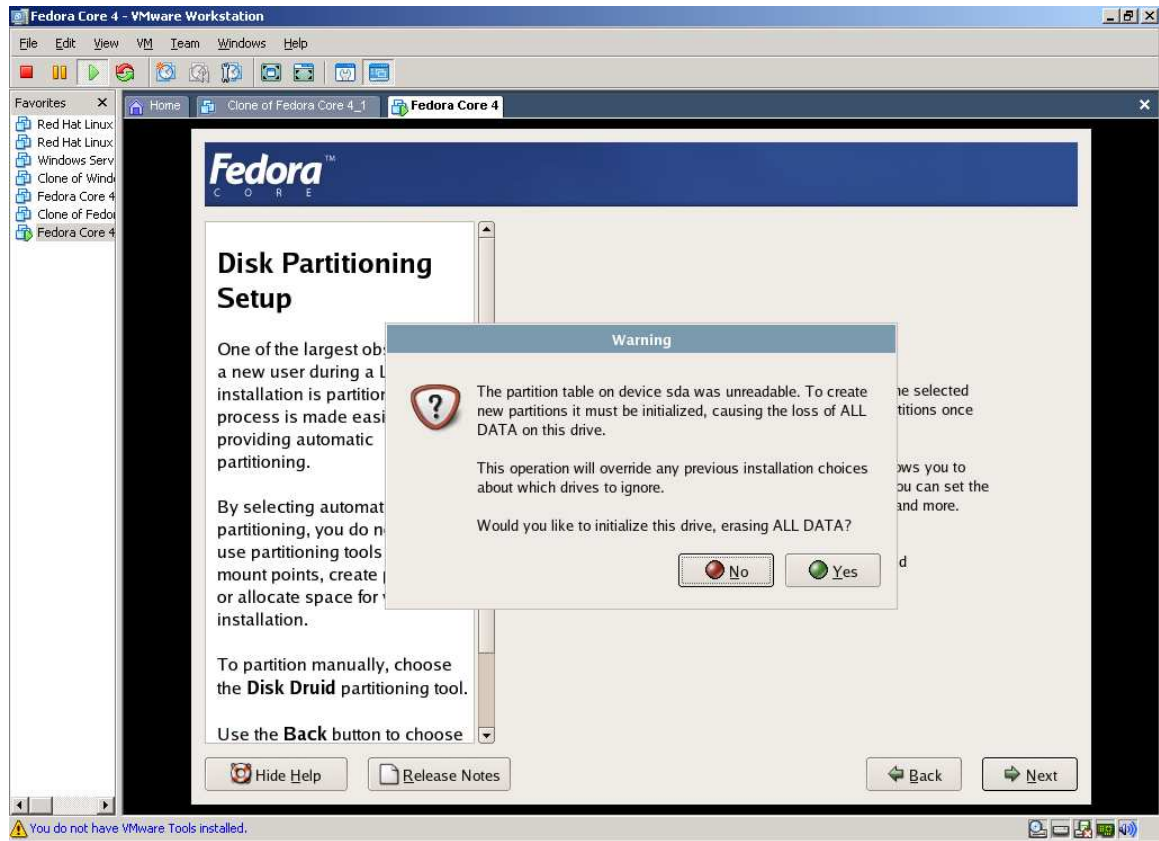 Fedora Core 4 - VMware Workstation
File Edit View VM Team Windows Help
Favorites X
Home Clone of Fedora Core 4_1 Fedora Core 4
Red Hat Linux
Red Hat Linux
Windows Serv
Clone of Wind
Fedora Core 4
Clone of Fedo
Fedora Core 4
Fedora™
CORE
Disk Partitioning
Setup
One of the largest ob
a new user during a L
installation is partition
process is made easi
providing automatic
partitioning.
By selecting automat
partitioning, you do n
use partitioning tools
mount points, create
or allocate space for
installation.
To partition manually, choose
the Disk Druid partitioning tool.
Use the Back button to choose
Warning
The partition table on device sda was unreadable. To create
new partitions it must be initialized, causing the loss of ALL
DATA on this drive.
This operation will override any previous installation choices
about which drives to ignore.
Would you like to initialize this drive, erasing ALL DATA?
No Yes
he selected
titions once
ows you to
ou can set the
and more.
d
Hide Help Release Notes Back Next
You do not have VMware Tools installed.